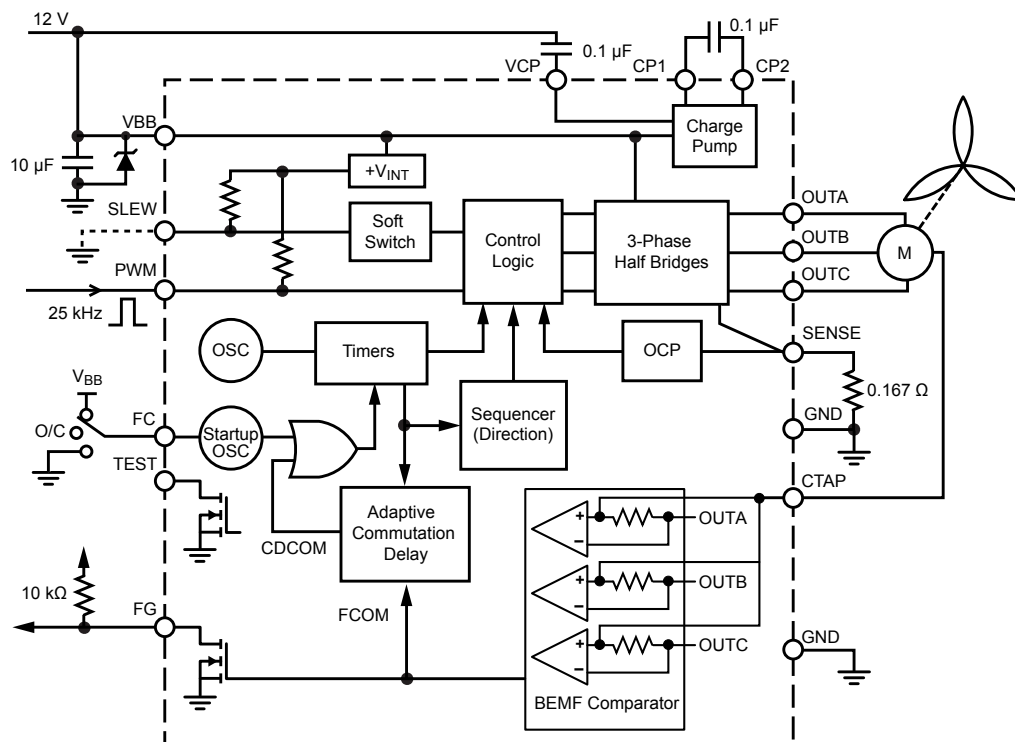 12 V
0.1 µF
0.1 µF
VCP
CP1
CP2
VBB
10 µF
Charge
Pump
+VINT
SLEW
Soft
Switch
Control
Logic
3-Phase
Half Bridges
OUTA
OUTB
OUTC
M
PWM
25 kHz
OSC
Timers
OCP
SENSE
0.167 Ω
GND
VBB
O/C
FC
Startup
OSC
Sequencer
(Direction)
TEST
CTAP
CDCOM
Adaptive
Commutation
Delay
+
–
OUTA
+
–
OUTB
+
–
OUTC
10 kΩ
FG
FCOM
GND
BEMF Comparator